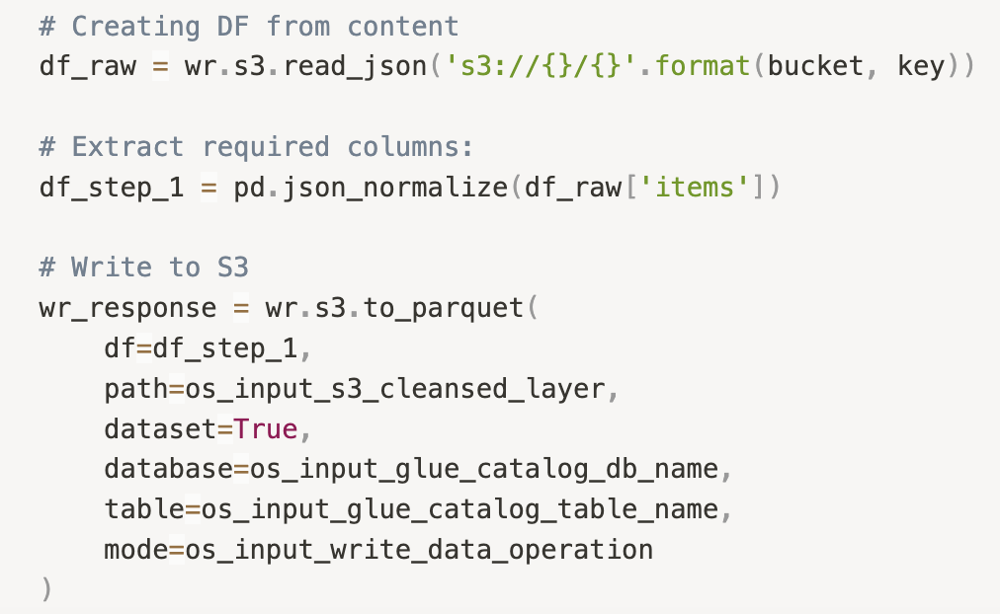 # Creating DF from content
df_raw = wr.s3.read_json('s3://{}/{}'.format(bucket, key))
# Extract required columns:
df_step_1 = pd.json_normalize(df_raw['items'])
# Write to S3
wr_response = wr.s3.to_parquet(
    df=df_step_1,
    path=os_input_s3_cleansed_layer,
    dataset=True,
    database=os_input_glue_catalog_db_name,
    table=os_input_glue_catalog_table_name,
    mode=os_input_write_data_operation
)